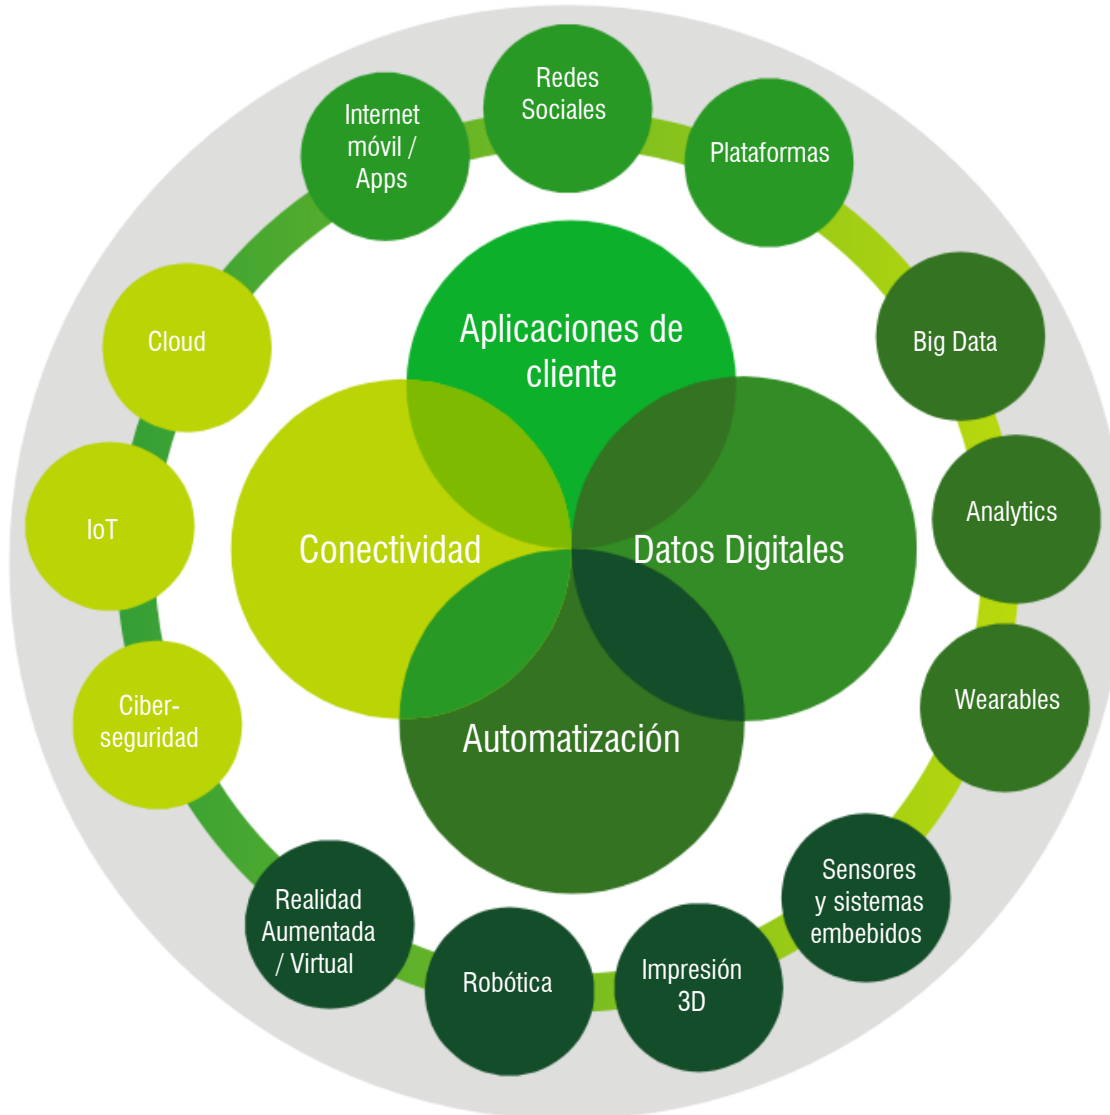 Redes
Sociales
Internet
móvil /
Apps
Plataformas
Aplicaciones de
cliente
Cloud
Big Data
IoT
Analytics
Conectividad
Datos Digitales
Ciber-
seguridad
Wearables
Automatización
Realidad
Aumentada
/ Virtual
Robótica
Impresión
3D
Sensores
y sistemas
embebidos